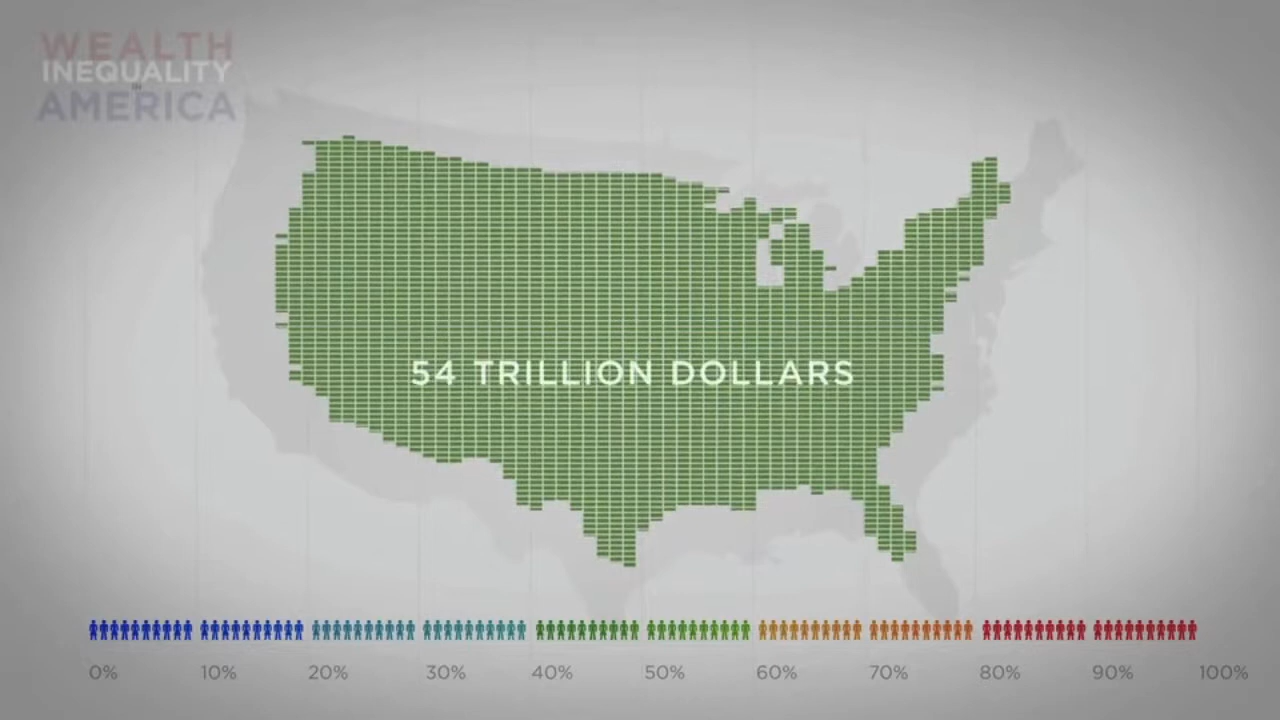 WEALTH
INEQUALITY
IN
AMERICA
54 TRILLION DOLLARS
0% 10% 20% 30% 40% 50% 60% 70% 80% 90% 100%